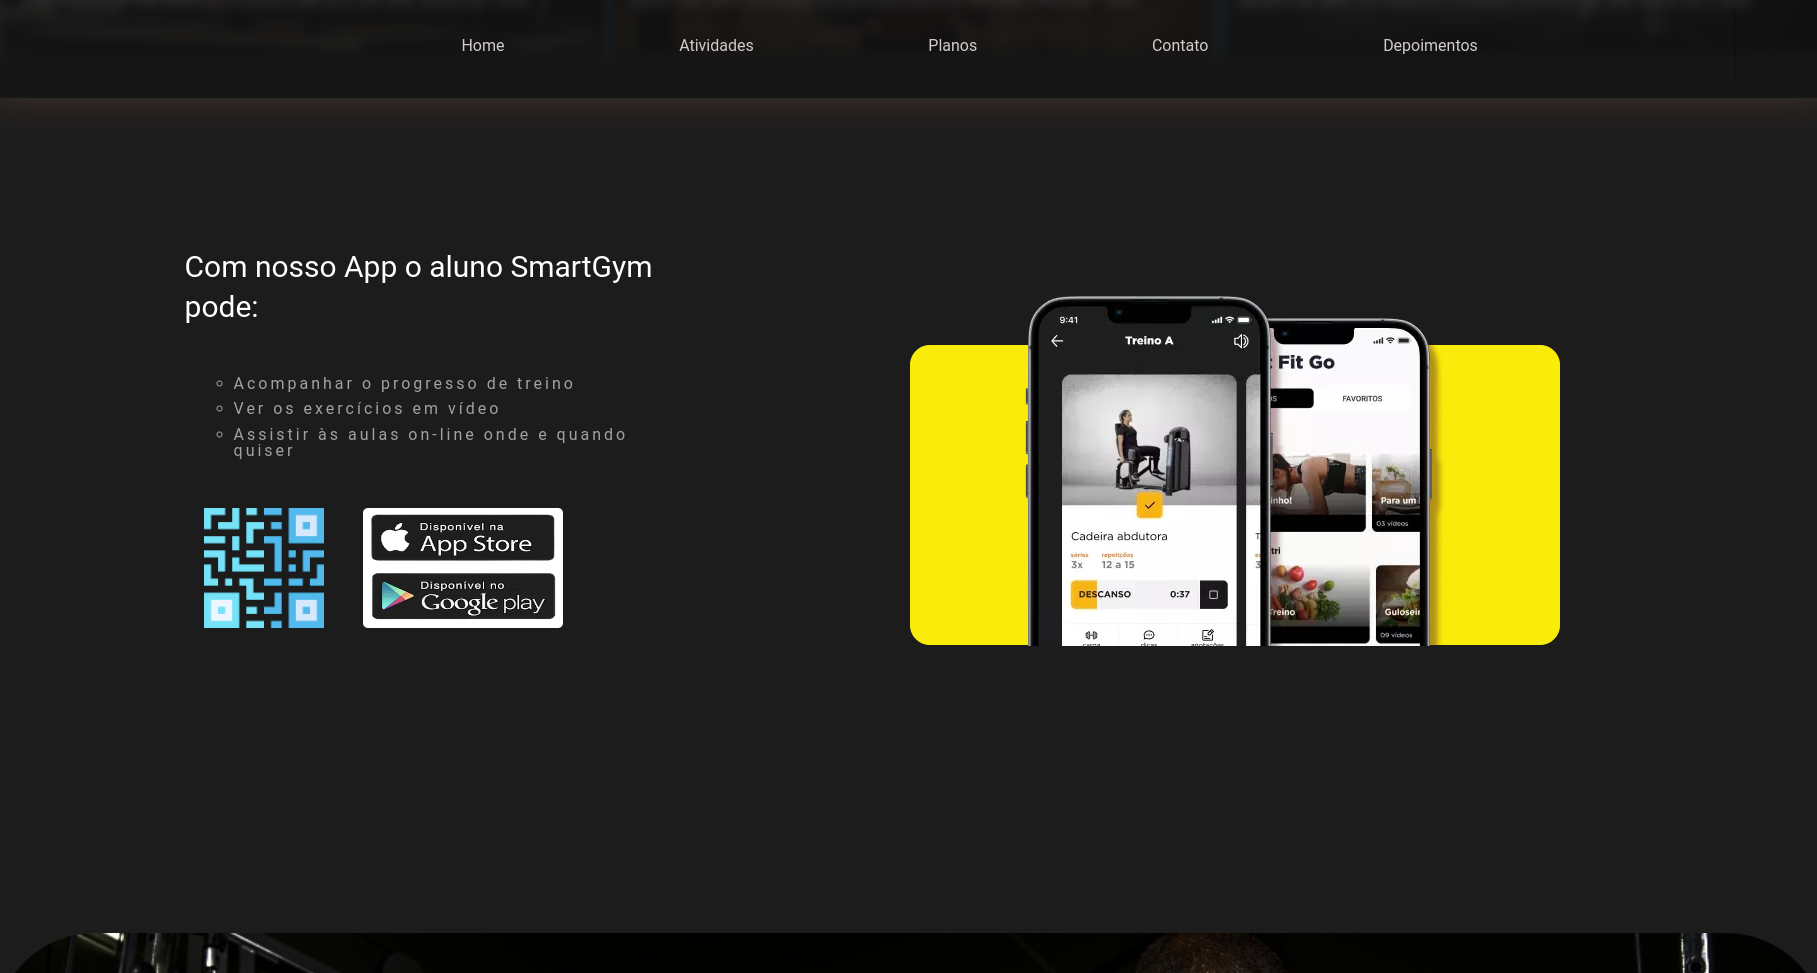 Home
Atividades
Planos
Contato
Depoimentos
Com nosso App o aluno SmartGym
pode:
Acompanhar o progresso de treino
Ver os exercícios em vídeo
Assistir às aulas on-line onde e quando
quiser
Disponível na
App Store
Disponível no
Google play
9:41
Treino A
Cadeira abdutora
séries
repetições
3x
12 a 15
DESCANSO
0:37
Fit Go
FAVORITOS
Para um
03 vídeos
Treino
09 vídeos